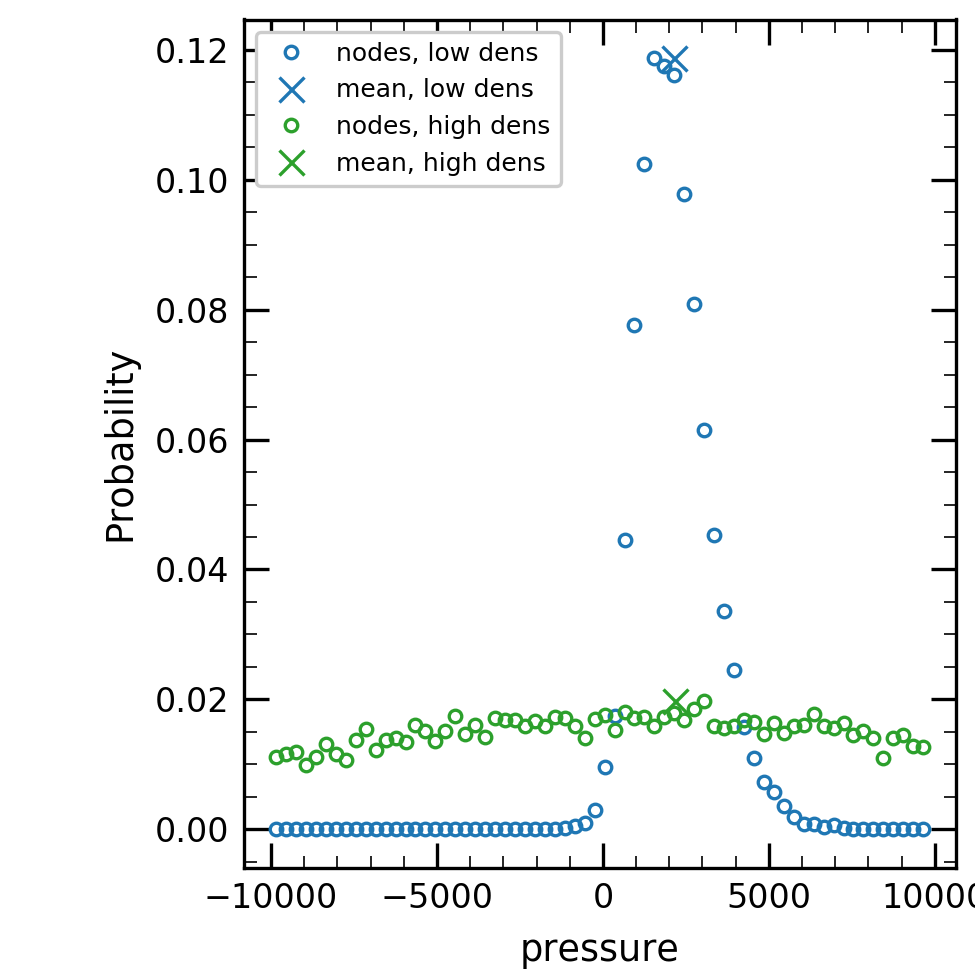 nodes, low dens
mean, low dens
nodes, high dens
mean, high dens
0.12
0.10
0.08
0.06
0.04
0.02
0.00
Probability
−10000 −5000 0 5000 10000
pressure